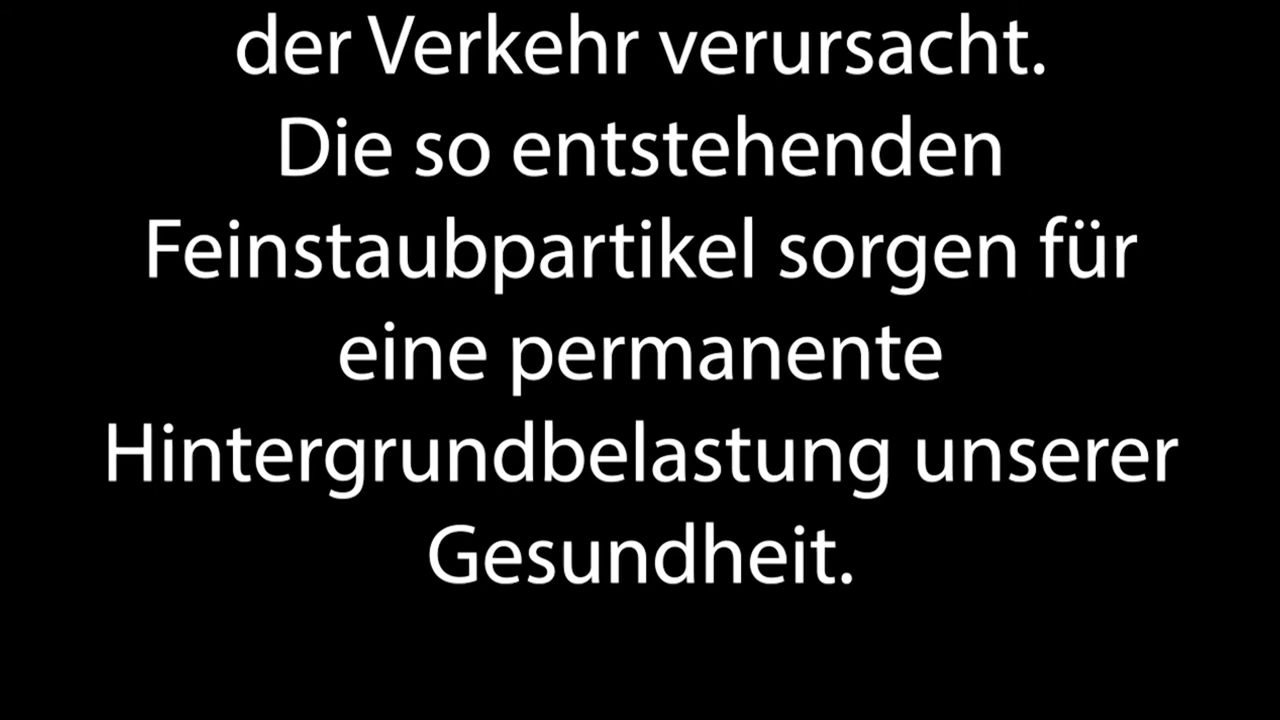 der Verkehr verursacht.
Die so entstehenden
Feinstaubpartikel sorgen für
eine permanente
Hintergrundbelastung unserer
Gesundheit.